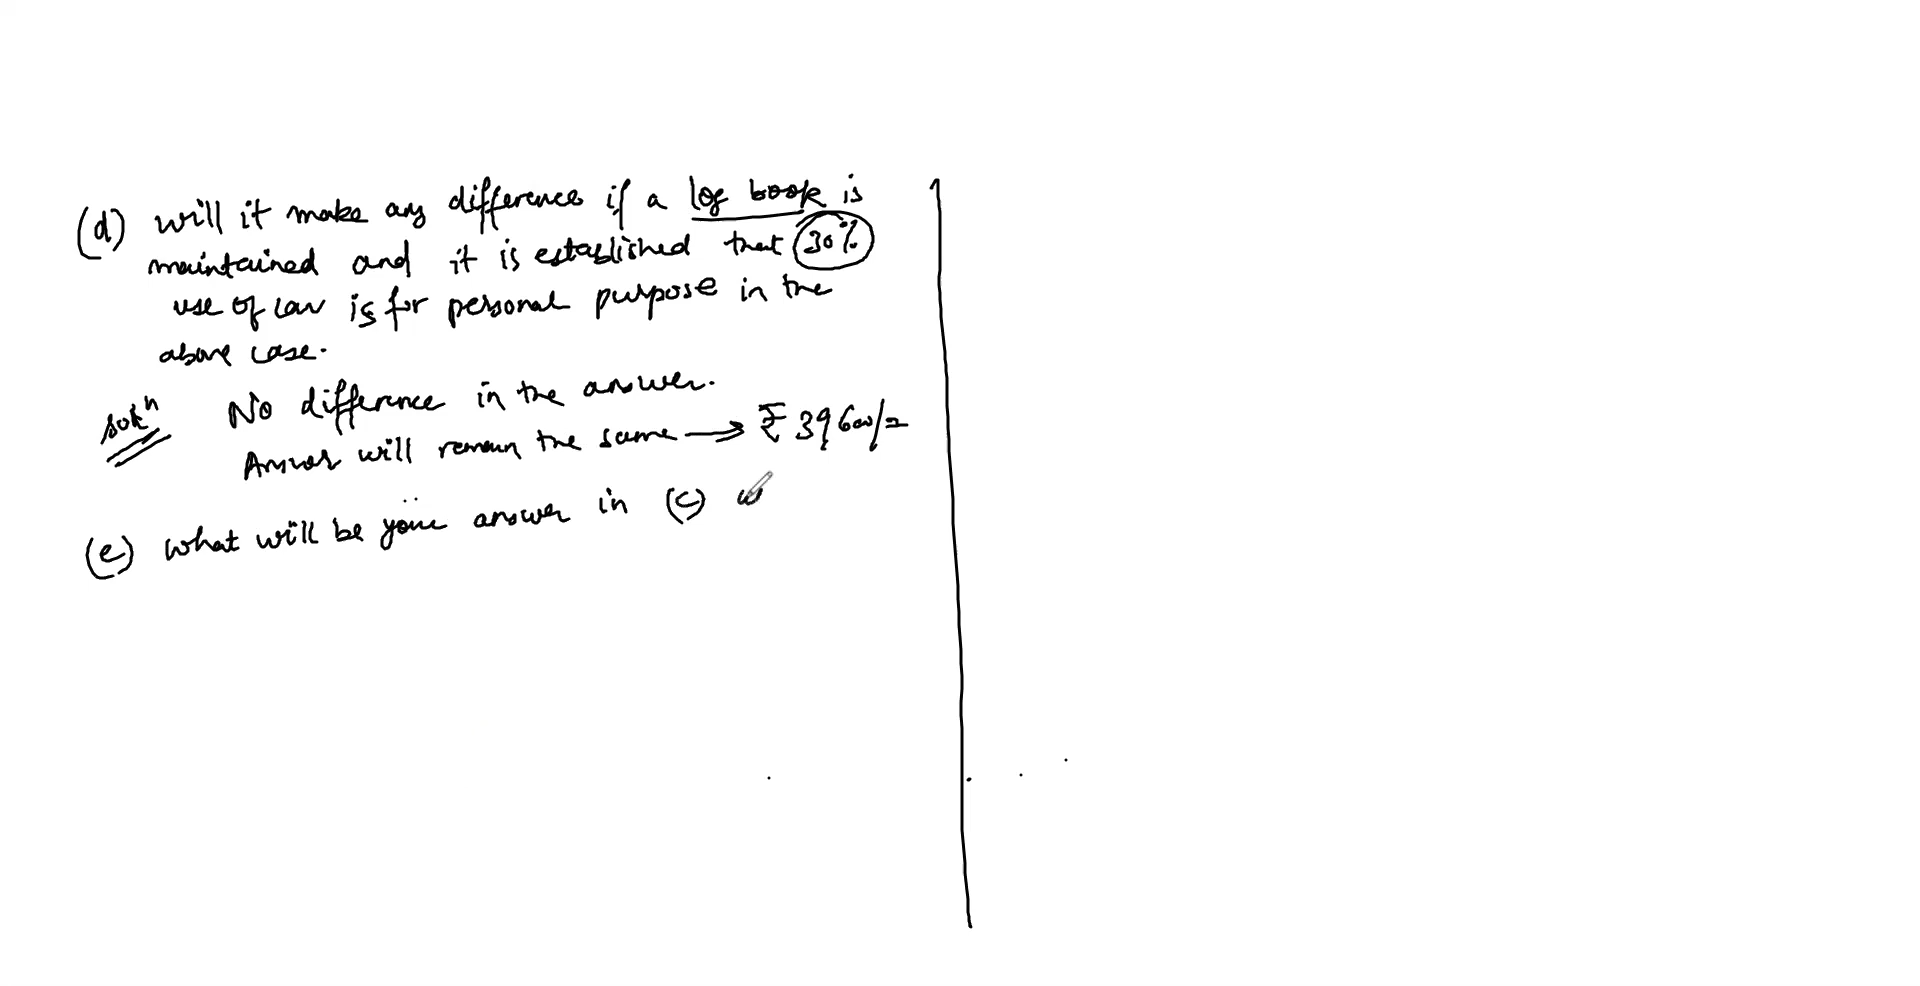 (d) will it make any difference if a log book is
maintained and it is established that 30%
use of car is for personal purpose in the
above case.
Solⁿ No difference in the answer.
Answer will remain the same → ₹ 39600/=
(e) What will be your answer in (c) w